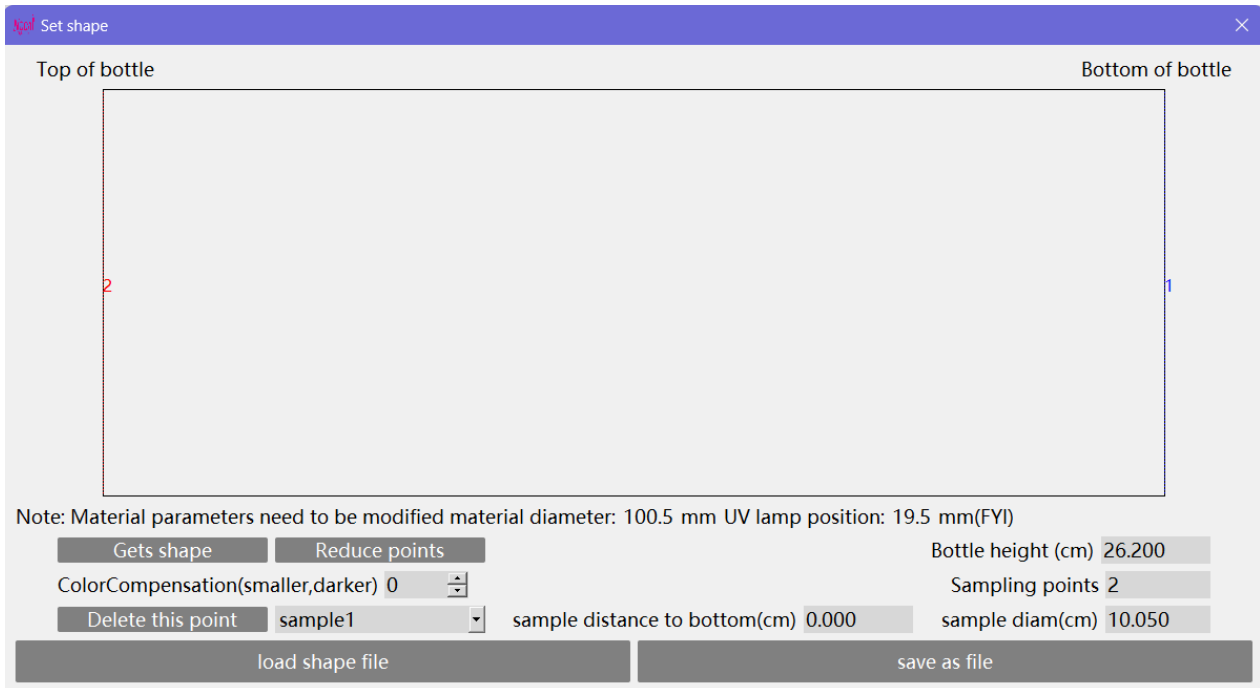 Set shape
Top of bottle
Bottom of bottle
2
1
Note: Material parameters need to be modified material diameter: 100.5 mm UV lamp position: 19.5 mm(FYI)
Gets shape
Reduce points
Bottle height (cm) 26.200
ColorCompensation(smaller,darker) 0
Sampling points 2
Delete this point
sample1
sample distance to bottom(cm) 0.000
sample diam(cm) 10.050
load shape file
save as file